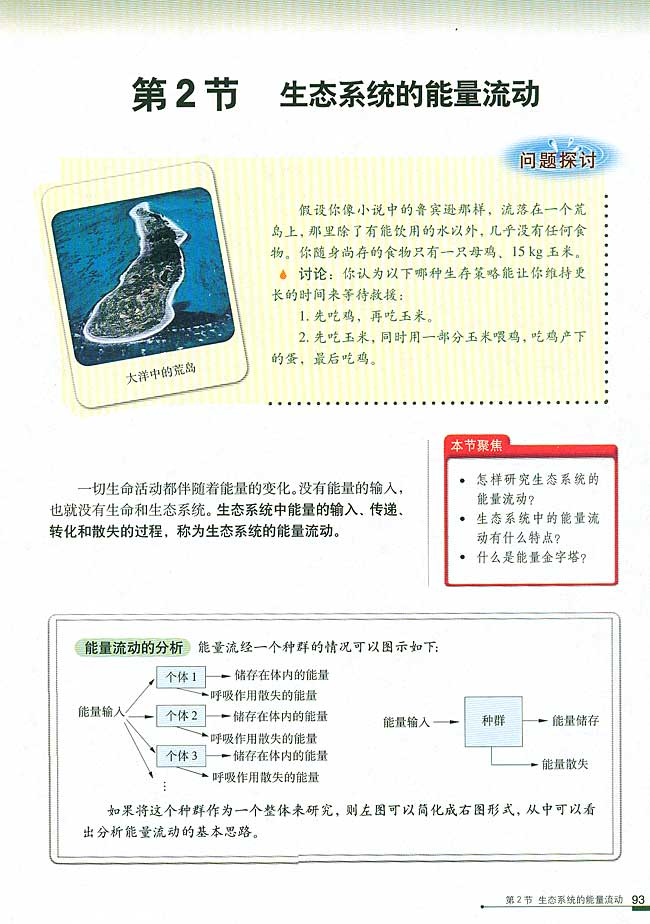 第2节 生态系统的能量流动
问题探讨
假设你像小说中的鲁宾逊那样，流落在一个荒
岛上，那里除了有能饮用的水以外，几乎没有任何食
物。你随身尚存的食物只有一只母鸡、15 kg 玉米。
讨论：你认为以下哪种生存策略能让你维持更
长的时间来等待救援：
1. 先吃鸡，再吃玉米。
2. 先吃玉米，同时用一部分玉米喂鸡，吃鸡产下
的蛋，最后吃鸡。
大洋中的荒岛
一切生命活动都伴随着能量的变化。没有能量的输入，
也就没有生命和生态系统。生态系统中能量的输入、传递、
转化和散失的过程，称为生态系统的能量流动。
本节聚焦
• 怎样研究生态系统的
能量流动？
• 生态系统中的能量流
动有什么特点？
• 什么是能量金字塔？
能量流动的分析 能量流经一个种群的情况可以图示如下：
能量输入
个体 1
储存在体内的能量
呼吸作用散失的能量
个体 2
储存在体内的能量
呼吸作用散失的能量
个体 3
储存在体内的能量
呼吸作用散失的能量
⋮
能量输入
种群
能量储存
能量散失
如果将这个种群作为一个整体来研究，则左图可以简化成右图形式，从中可以看
出分析能量流动的基本思路。
第2节 生态系统的能量流动 93